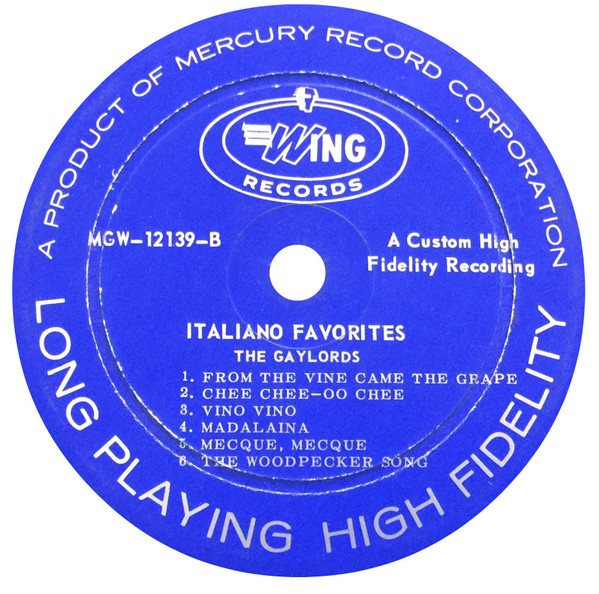 A PRODUCT OF MERCURY RECORD CORPORATION
WING
RECORDS
MGW-12139-B
A Custom High
Fidelity Recording
ITALIANO FAVORITES
THE GAYLORDS
1. FROM THE VINE CAME THE GRAPE
2. CHEE CHEE-OO CHEE
3. VINO VINO
4. MADALAINA
5. MECQUE, MECQUE
6. THE WOODPECKER SONG
LONG PLAYING HIGH FIDELITY